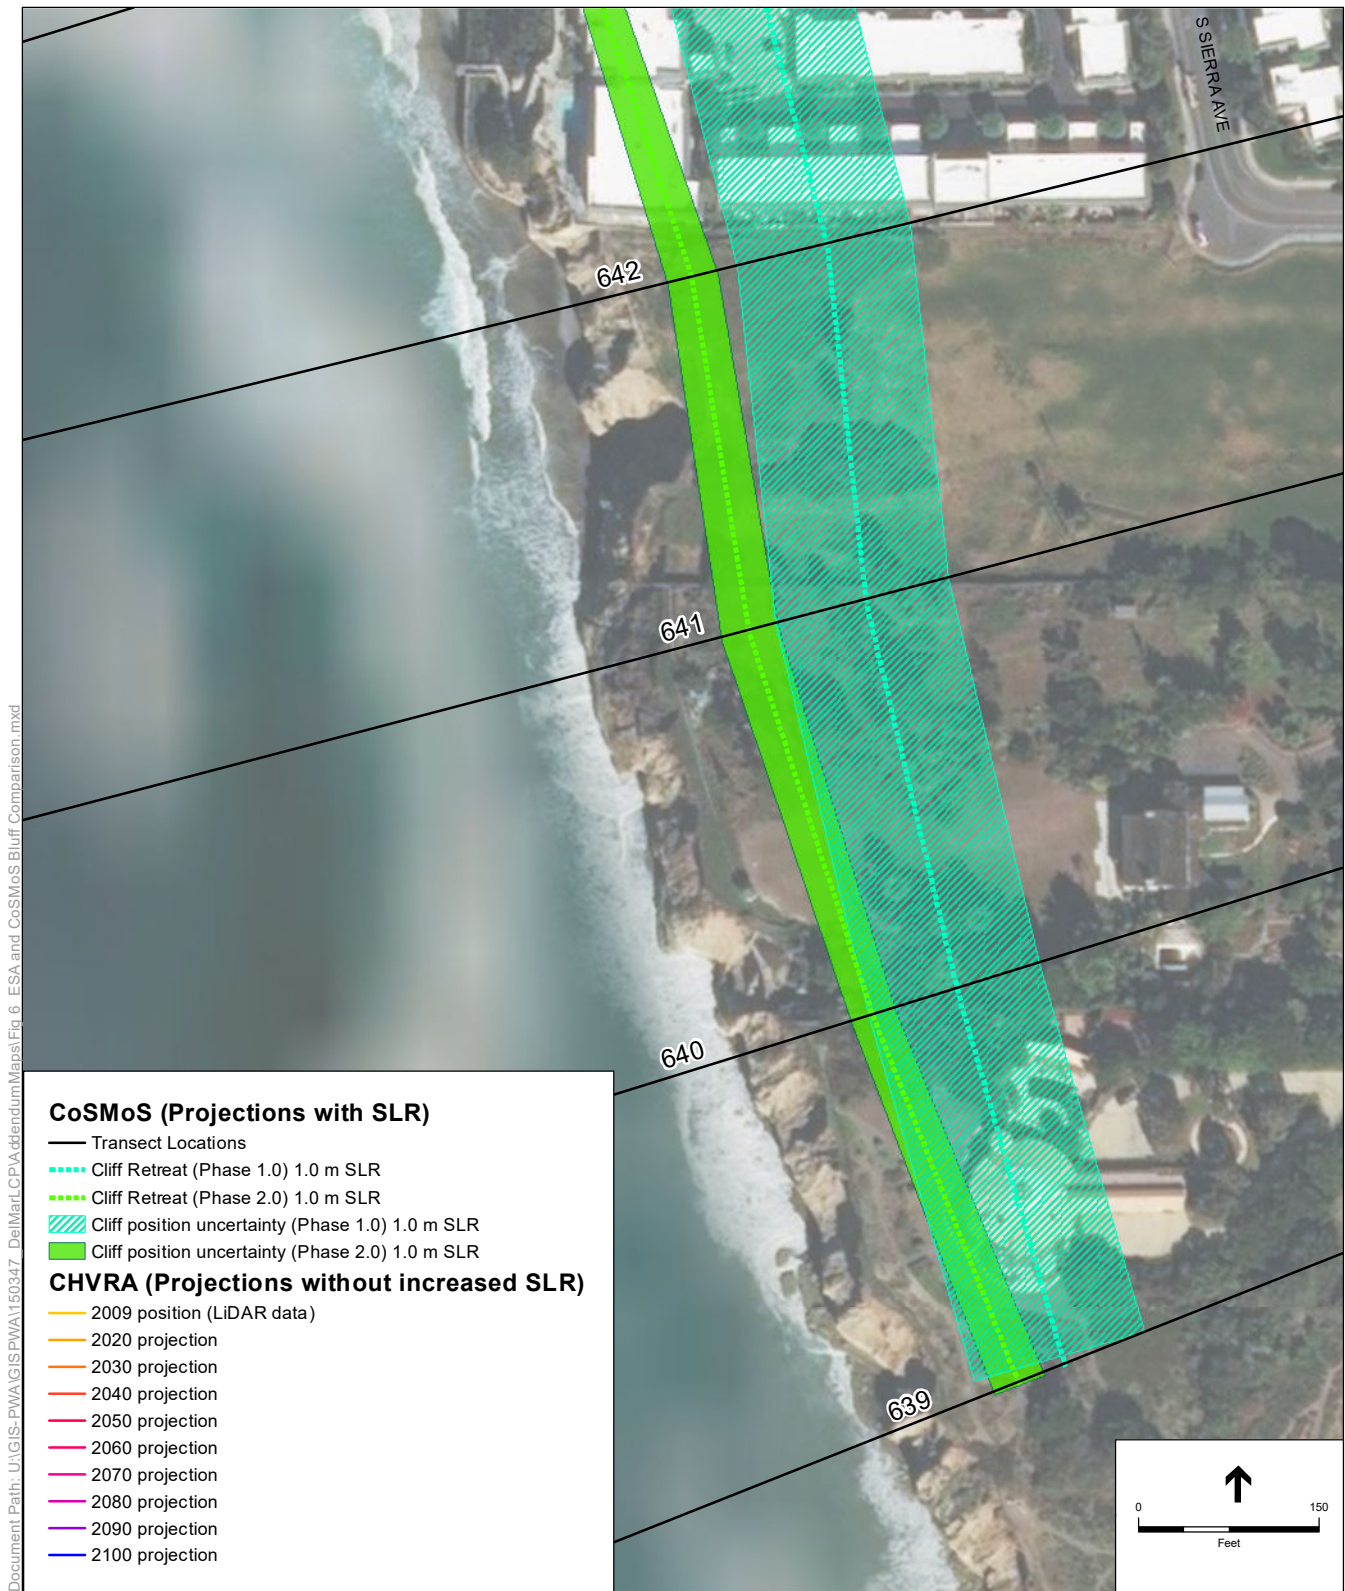 S SIERRA AVE
642
641
640
639
CoSMoS (Projections with SLR)
Transect Locations
Cliff Retreat (Phase 1.0) 1.0 m SLR
Cliff Retreat (Phase 2.0) 1.0 m SLR
Cliff position uncertainty (Phase 1.0) 1.0 m SLR
Cliff position uncertainty (Phase 2.0) 1.0 m SLR
CHVRA (Projections without increased SLR)
2009 position (LiDAR data)
2020 projection
2030 projection
2040 projection
2050 projection
2060 projection
2070 projection
2080 projection
2090 projection
2100 projection
0 150
Feet
Document Path: U:\GIS-PWA\GISPWA\150347_DelMarLCP\AddendumMaps\Fig 6_ESA and CoSMoS Bluff Comparison.mxd